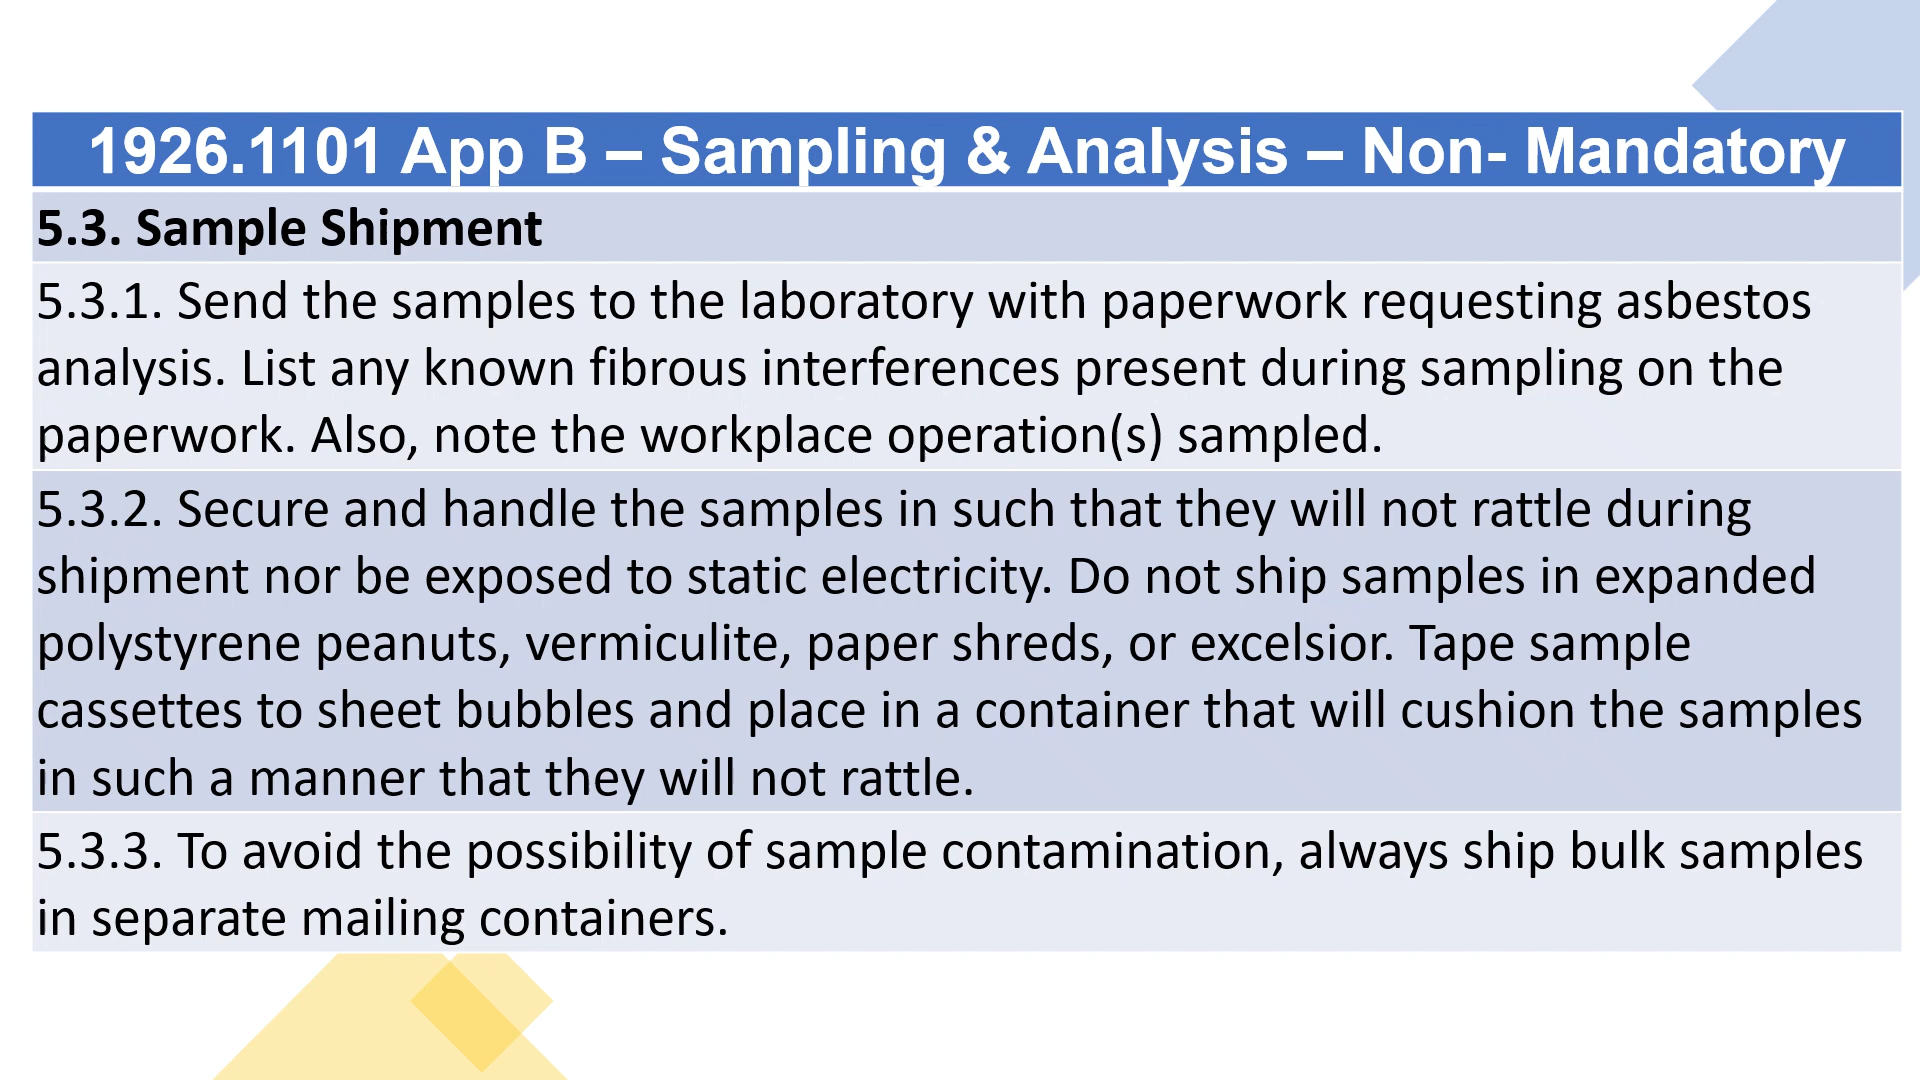 1926.1101 App B – Sampling & Analysis – Non- Mandatory
5.3. Sample Shipment
5.3.1. Send the samples to the laboratory with paperwork requesting asbestos
analysis. List any known fibrous interferences present during sampling on the
paperwork. Also, note the workplace operation(s) sampled.
5.3.2. Secure and handle the samples in such that they will not rattle during
shipment nor be exposed to static electricity. Do not ship samples in expanded
polystyrene peanuts, vermiculite, paper shreds, or excelsior. Tape sample
cassettes to sheet bubbles and place in a container that will cushion the samples
in such a manner that they will not rattle.
5.3.3. To avoid the possibility of sample contamination, always ship bulk samples
in separate mailing containers.